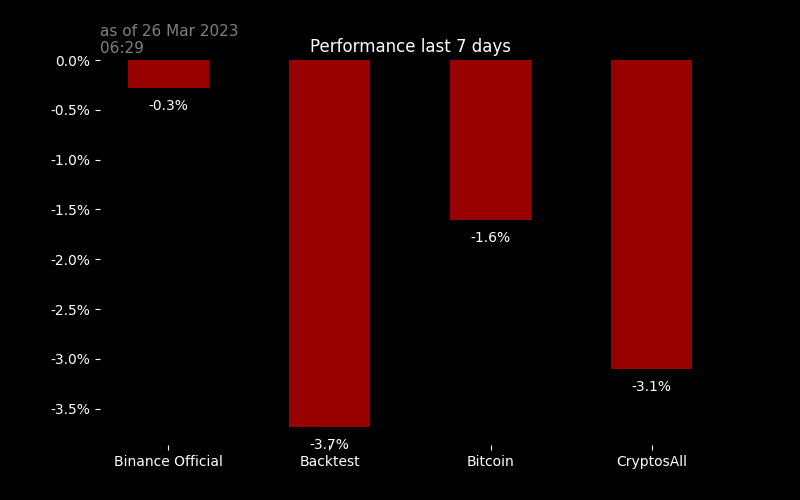 as of 26 Mar 2023
06:29
Performance last 7 days
0.0%
-0.5%
-1.0%
-1.5%
-2.0%
-2.5%
-3.0%
-3.5%
-0.3%
-3.7%
-1.6%
-3.1%
Binance Official
Backtest
Bitcoin
CryptosAll